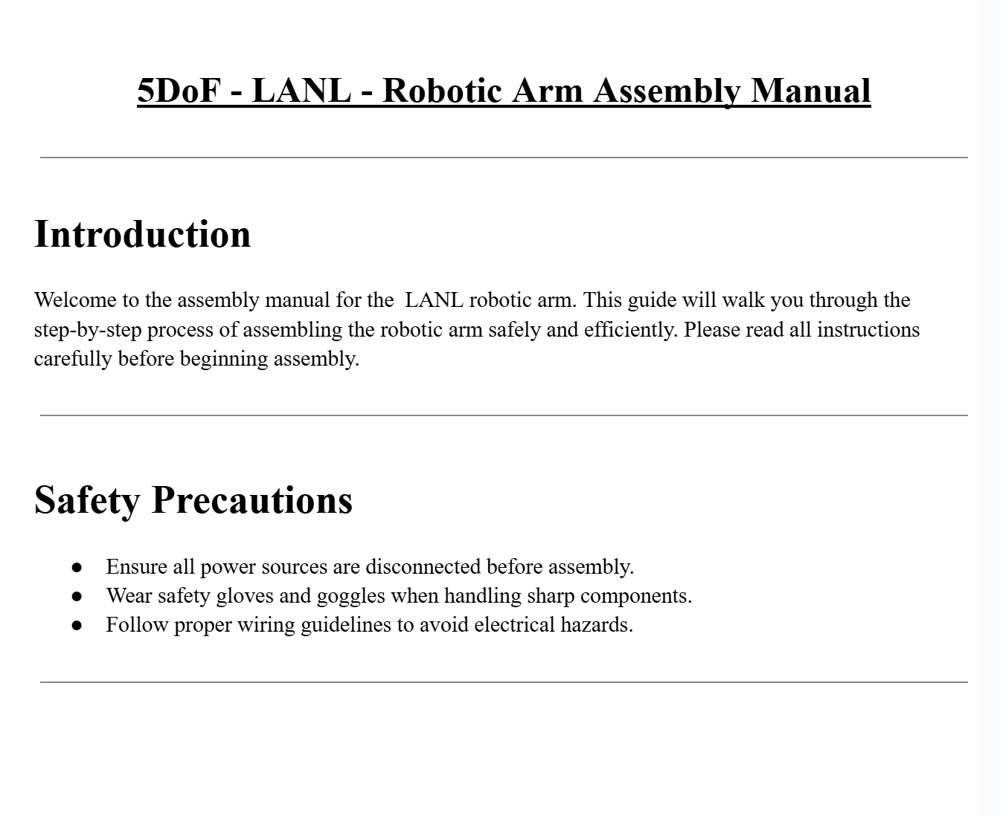 5DoF - LANL - Robotic Arm Assembly Manual
Introduction
Welcome to the assembly manual for the  LANL robotic arm. This guide will walk you through the
step-by-step process of assembling the robotic arm safely and efficiently. Please read all instructions
carefully before beginning assembly.
Safety Precautions
● Ensure all power sources are disconnected before assembly.
● Wear safety gloves and goggles when handling sharp components.
● Follow proper wiring guidelines to avoid electrical hazards.